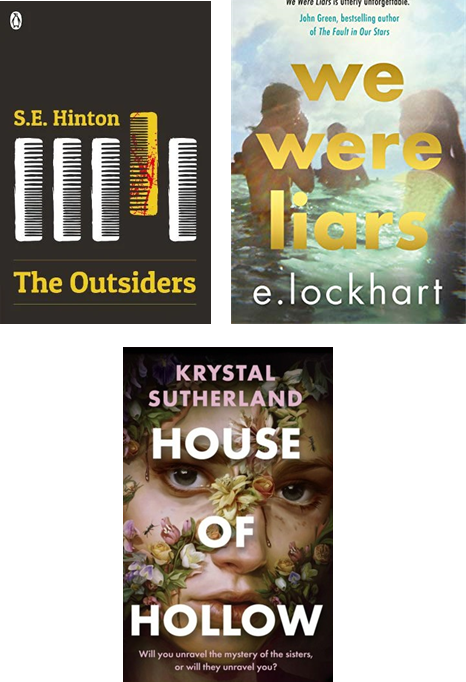 S.E. Hinton
The Outsiders
We Were Liars is utterly unforgettable.
John Green, bestselling author
of The Fault in Our Stars
we
were
liars
e.lockhart
KRYSTAL
SUTHERLAND
HOUSE
OF
HOLLOW
Will you unravel the mystery of the sisters,
or will they unravel you?